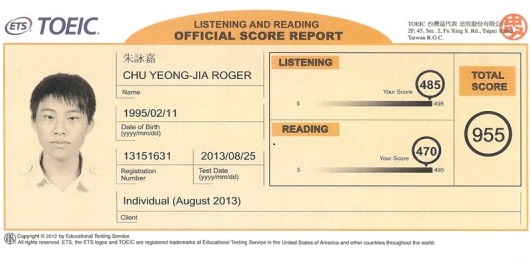 ETS TOEIC.
LISTENING AND READING
OFFICIAL SCORE REPORT
TOEIC 台灣區代表 忠欣股份有限公司
2F, 45, Sec. 2, Fu Xing S. Rd., Taipei
Taiwan R.O.C.
朱詠嘉
CHU YEONG-JIA ROGER
Name
1995/02/11
Date of Birth
(yyyy/mm/dd)
13151631
Registration
Number
2013/08/25
Test Date
(yyyy/mm/dd)
Individual (August 2013)
Client
LISTENING
Your Score
485
5
495
READING
Your Score
470
5
495
TOTAL
SCORE
955
Copyright © 2012 by Educational Testing Service.
All rights reserved. ETS, the ETS logos and TOEIC are registered trademarks of Educational Testing Service in the United States of America and other countries throughout the world.